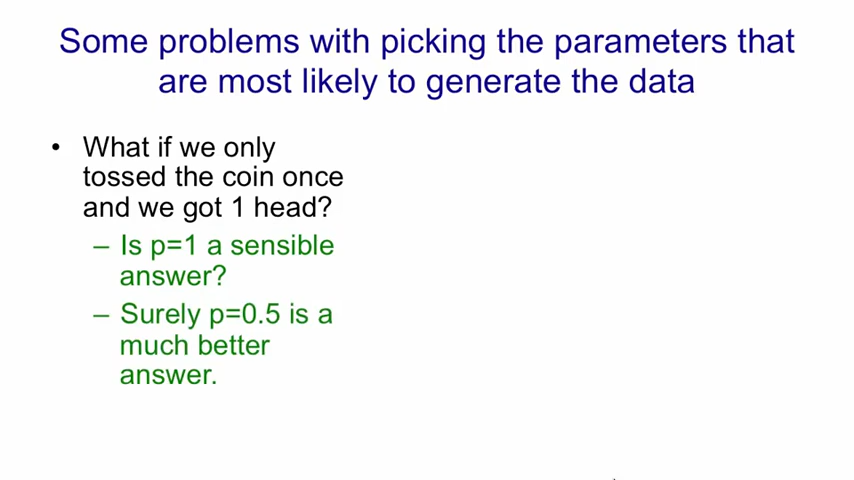 Some problems with picking the parameters that
are most likely to generate the data
• What if we only
tossed the coin once
and we got 1 head?
– Is p=1 a sensible
answer?
– Surely p=0.5 is a
much better
answer.